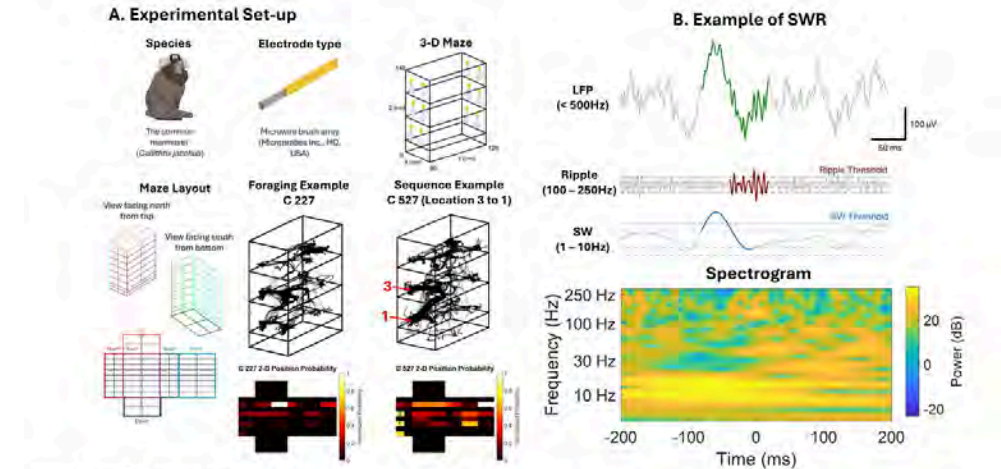 A. Experimental Set-up
Species
Electrode type
3-D Maze
The common
marmoset
(Callithrix jacchus)
Microwire brush array
(Microprobes Inc., MD,
USA)
Maze Layout
View facing north
from top
View facing south
from bottom
Foraging Example
C 227
Sequence Example
C 527 (Location 3 to 1)
3
1
C 227 2-D Position Probability
C 527 2-D Position Probability
B. Example of SWR
LFP
(< 500Hz)
100 μV
50 ms
Ripple
(100 – 250Hz)
Ripple Threshold
SW
(1 – 10Hz)
SW Threshold
Spectrogram
Frequency (Hz)
250 Hz
100 Hz
30 Hz
10 Hz
-200
-100
0
100
200
Time (ms)
20
0
-20
Power (dB)